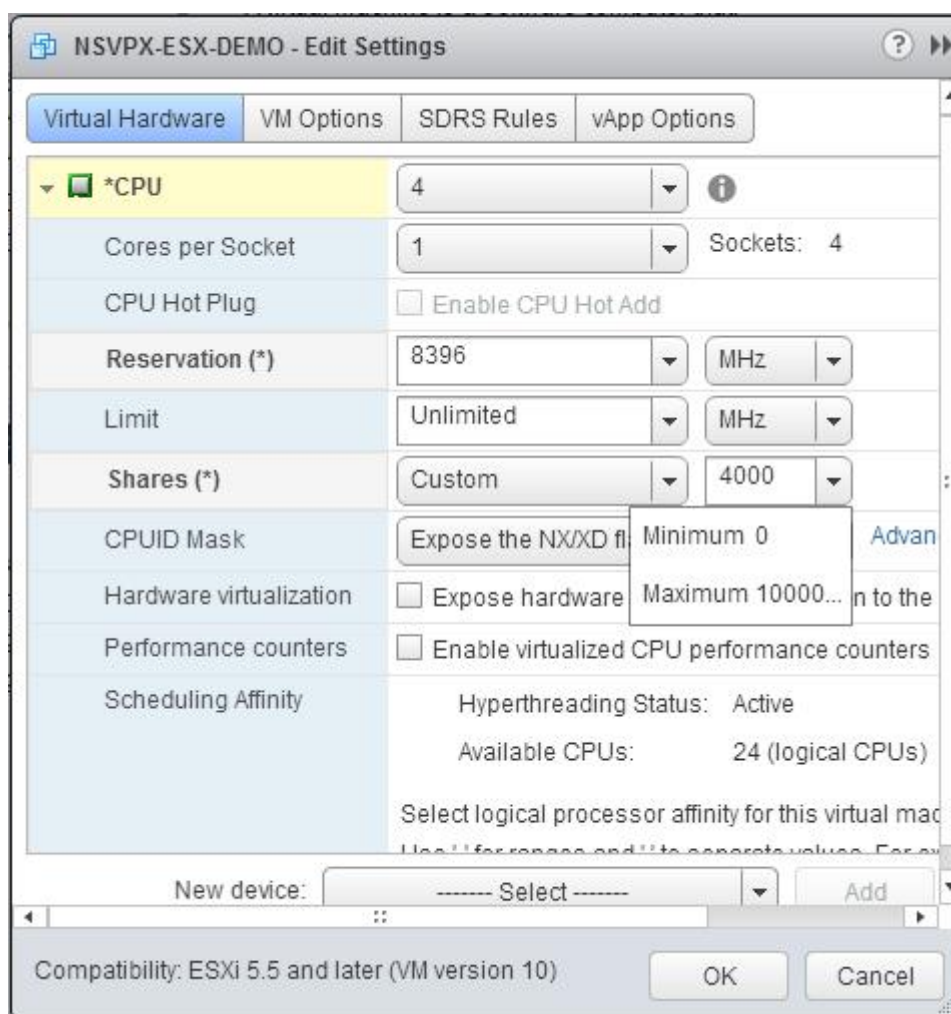 NSVPX-ESX-DEMO - Edit Settings ?
Virtual Hardware VM Options SDRS Rules vApp Options
*CPU 4
Cores per Socket 1 Sockets: 4
CPU Hot Plug Enable CPU Hot Add
Reservation (*) 8396 MHz
Limit Unlimited MHz
Shares (*) Custom 4000
CPUID Mask Expose the NX/XD fl Minimum 0 Advan
Hardware virtualization Expose hardware Maximum 10000... n to the
Performance counters Enable virtualized CPU performance counters
Scheduling Affinity Hyperthreading Status: Active
Available CPUs: 24 (logical CPUs)
Select logical processor affinity for this virtual mac
New device: ------- Select ------- Add
Compatibility: ESXi 5.5 and later (VM version 10) OK Cancel